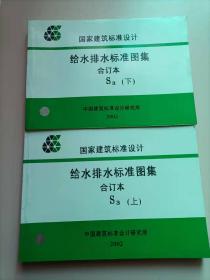 国家建筑标准设计
给水排水标准图集
合订本
S₃ (下)
中国建筑标准设计研究所
2002
国家建筑标准设计
给水排水标准图集
合订本
S₃ (上)
中国建筑标准设计研究所
2002